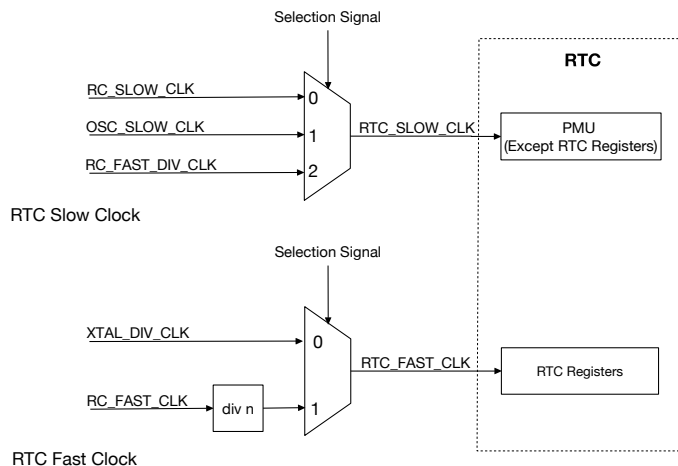 Selection Signal
RTC
RC_SLOW_CLK
0
OSC_SLOW_CLK
1
RTC_SLOW_CLK
PMU
(Except RTC Registers)
RC_FAST_DIV_CLK
2
RTC Slow Clock
Selection Signal
XTAL_DIV_CLK
0
RTC_FAST_CLK
RTC Registers
RC_FAST_CLK
div n
1
RTC Fast Clock